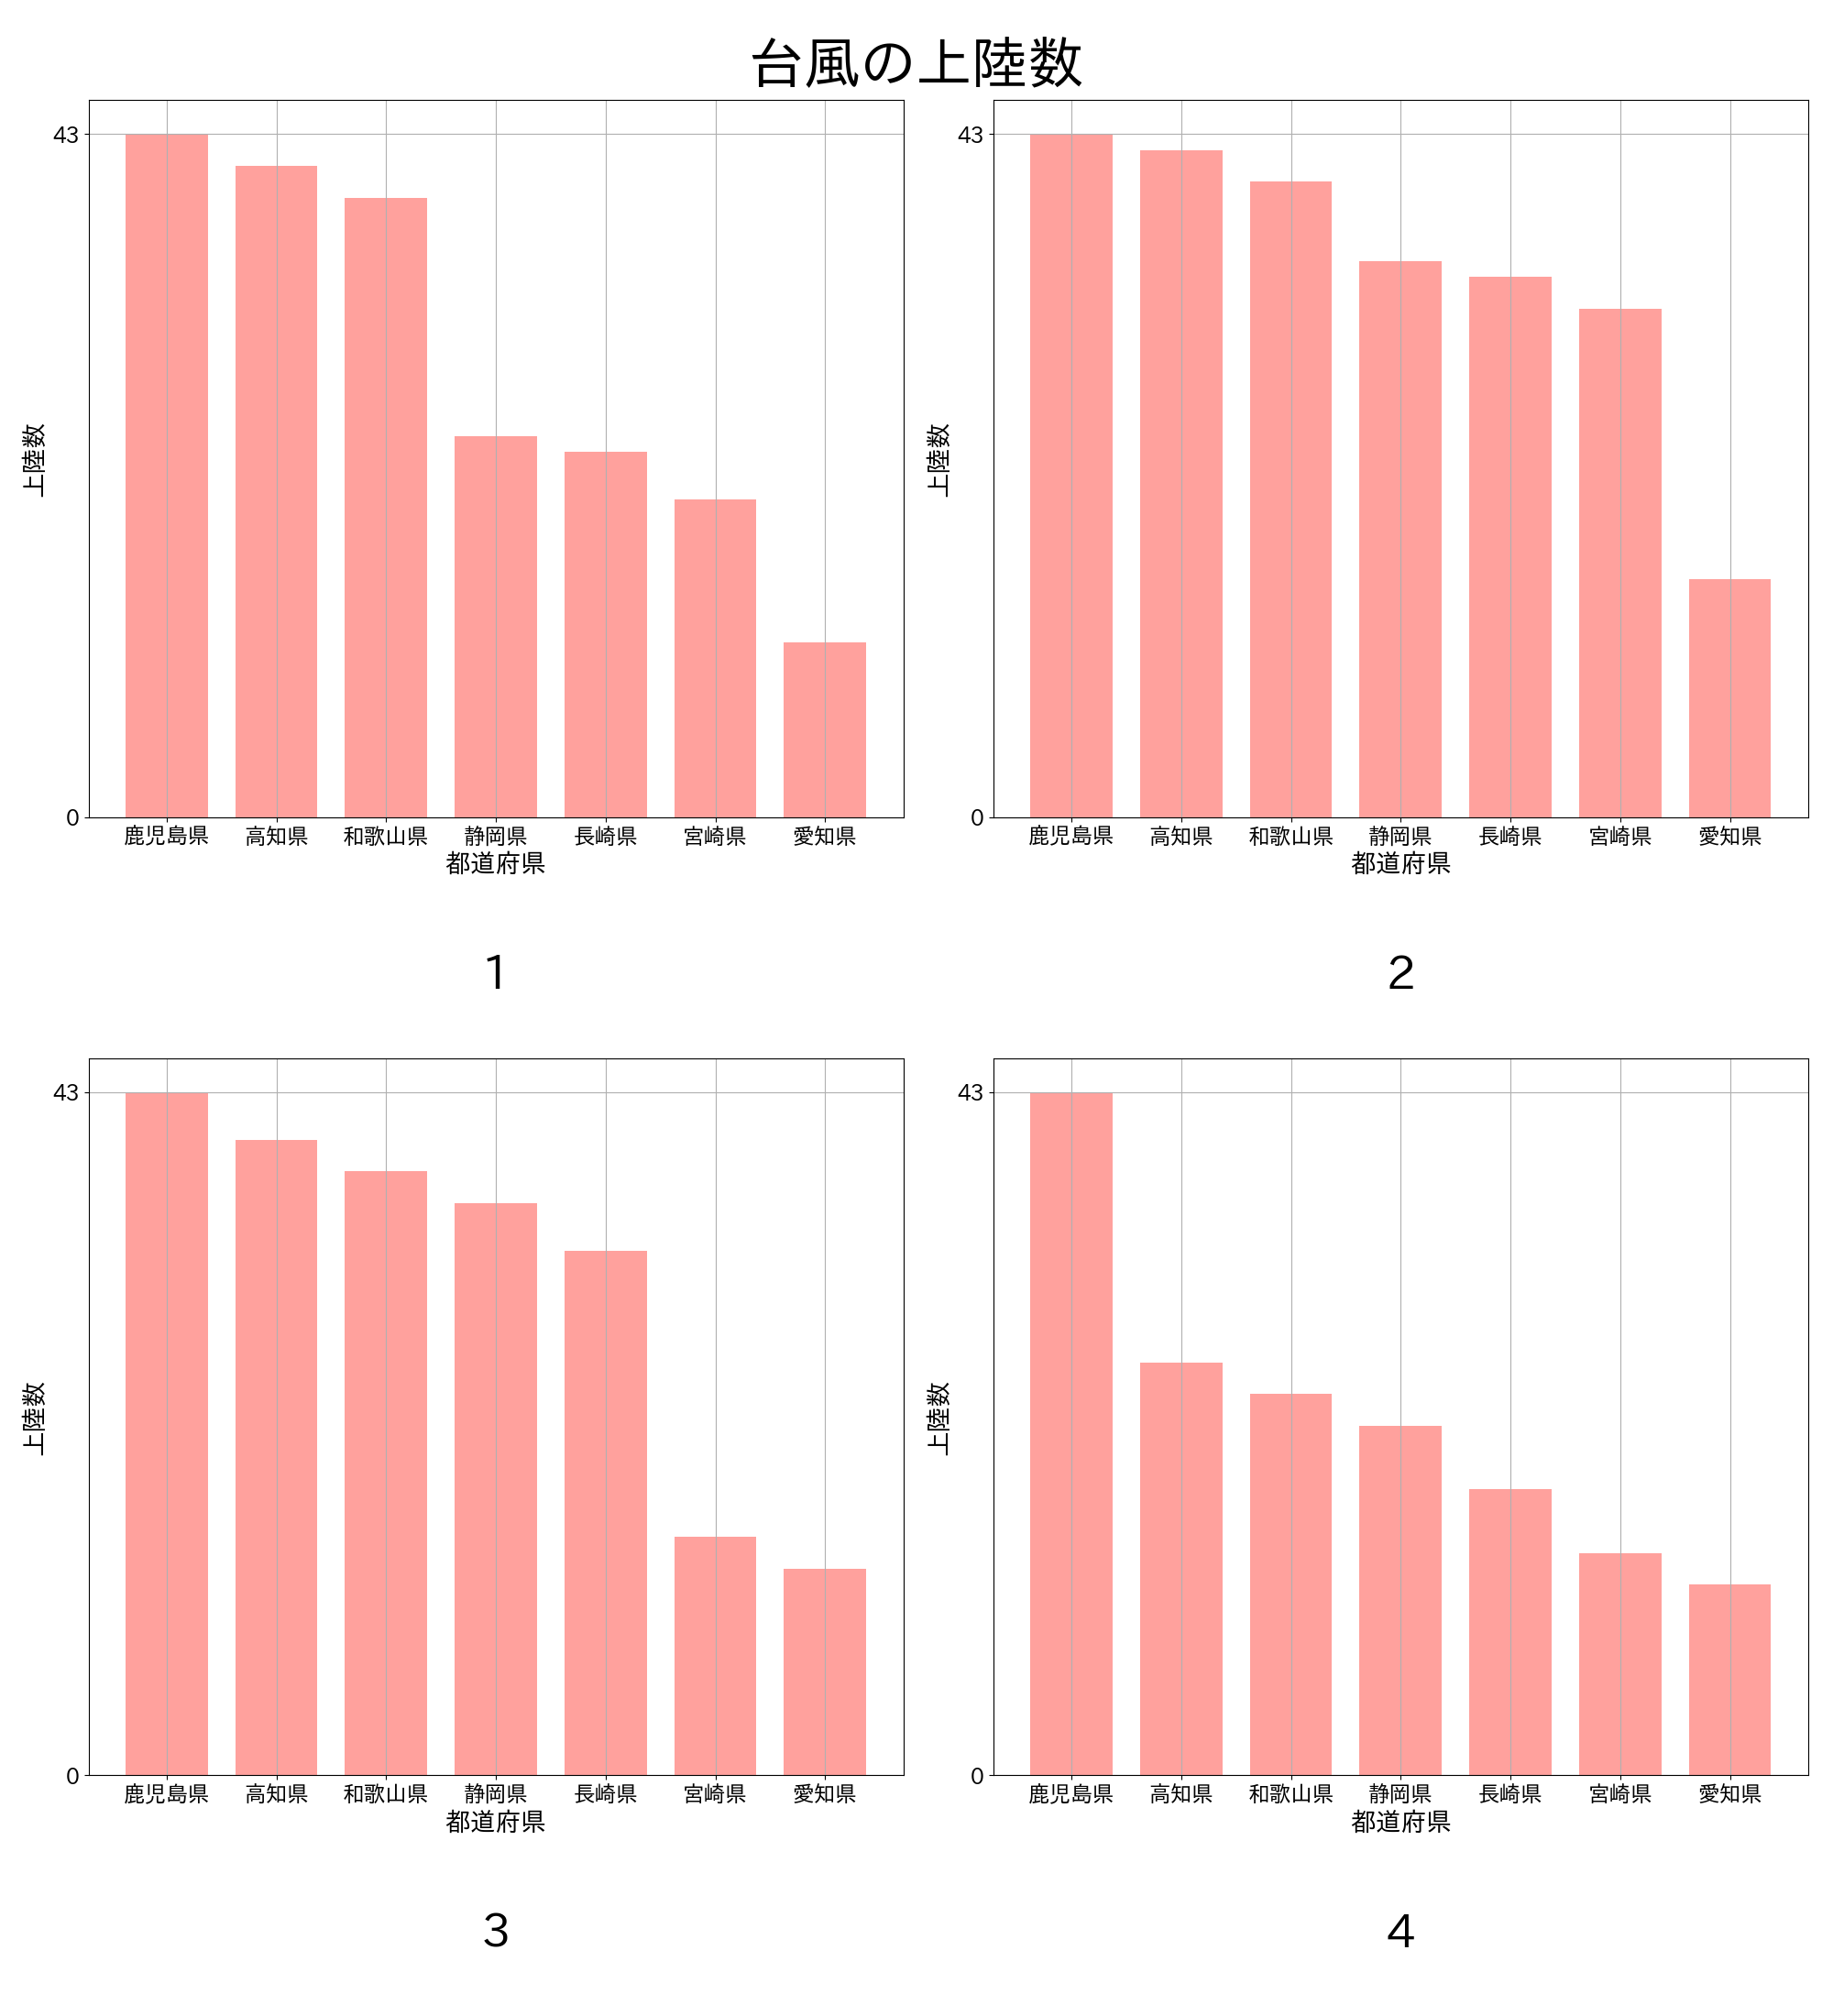 台風の上陸数
43
0
上陸数
鹿児島県 高知県 和歌山県 静岡県 長崎県 宮崎県 愛知県
都道府県
1
43
0
上陸数
鹿児島県 高知県 和歌山県 静岡県 長崎県 宮崎県 愛知県
都道府県
2
43
0
上陸数
鹿児島県 高知県 和歌山県 静岡県 長崎県 宮崎県 愛知県
都道府県
3
43
0
上陸数
鹿児島県 高知県 和歌山県 静岡県 長崎県 宮崎県 愛知県
都道府県
4